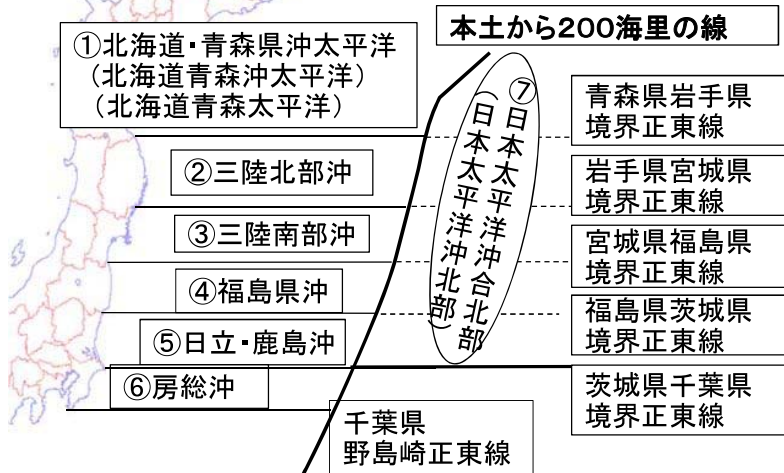 本土から200海里の線
①北海道・青森県沖太平洋
(北海道青森沖太平洋)
(北海道青森太平洋)
⑦日本太平洋沖合北部
(日本太平洋沖北部)
青森県岩手県
境界正東線
②三陸北部沖
岩手県宮城県
境界正東線
③三陸南部沖
宮城県福島県
境界正東線
④福島県沖
福島県茨城県
境界正東線
⑤日立・鹿島沖
⑥房総沖
茨城県千葉県
境界正東線
千葉県
野島崎正東線